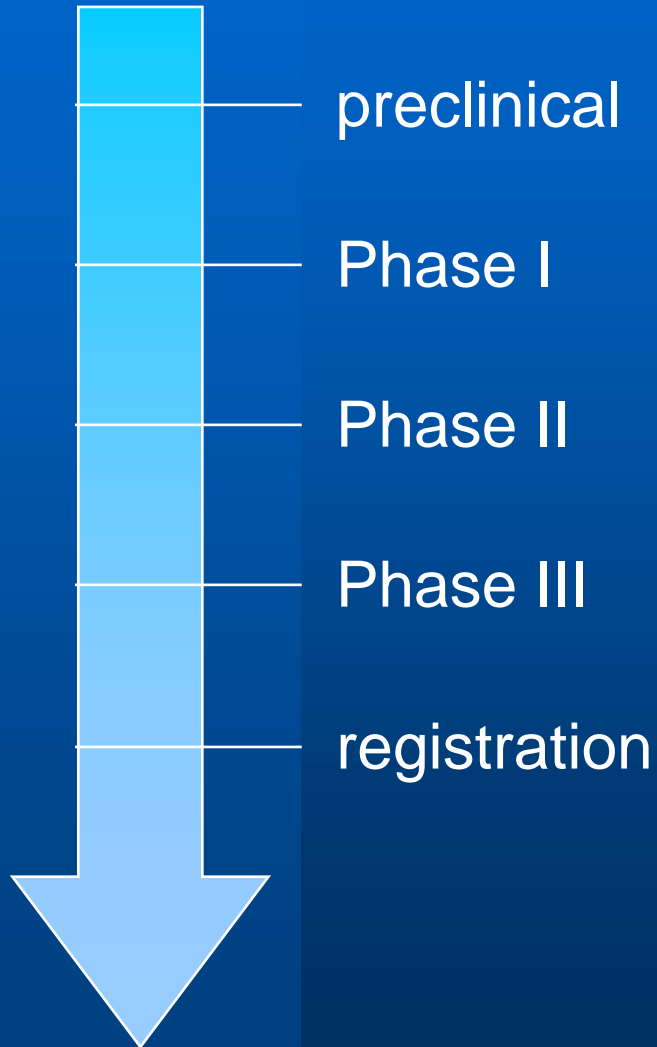 preclinical
Phase I
Phase II
Phase III
registration